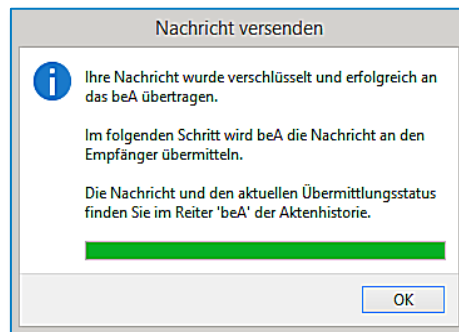 Nachricht versenden
Ihre Nachricht wurde verschlüsselt und erfolgreich an
das beA übertragen.
Im folgenden Schritt wird beA die Nachricht an den
Empfänger übermitteln.
Die Nachricht und den aktuellen Übermittlungsstatus
finden Sie im Reiter 'beA' der Aktenhistorie.
OK